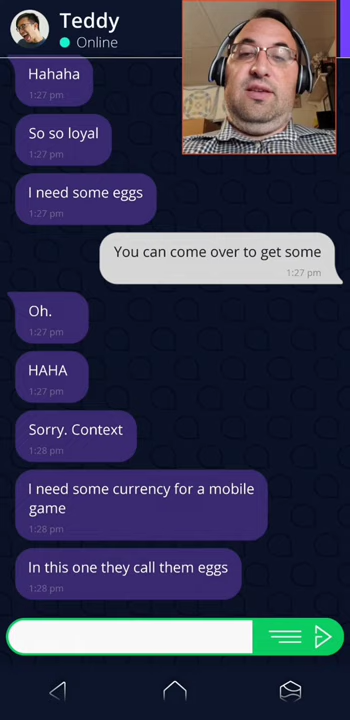 Teddy
Online
Hahaha
1:27 pm
So so loyal
1:27 pm
I need some eggs
1:27 pm
You can come over to get some
1:27 pm
Oh.
1:27 pm
HAHA
1:27 pm
Sorry. Context
1:28 pm
I need some currency for a mobile
game
1:28 pm
In this one they call them eggs
1:28 pm